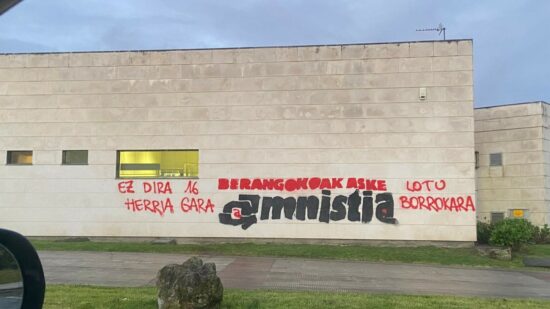 EZ DIRA 16
HERRIA GARA
BERANGOKOAK ASKE
amnistia
LOTU
BORROKARA